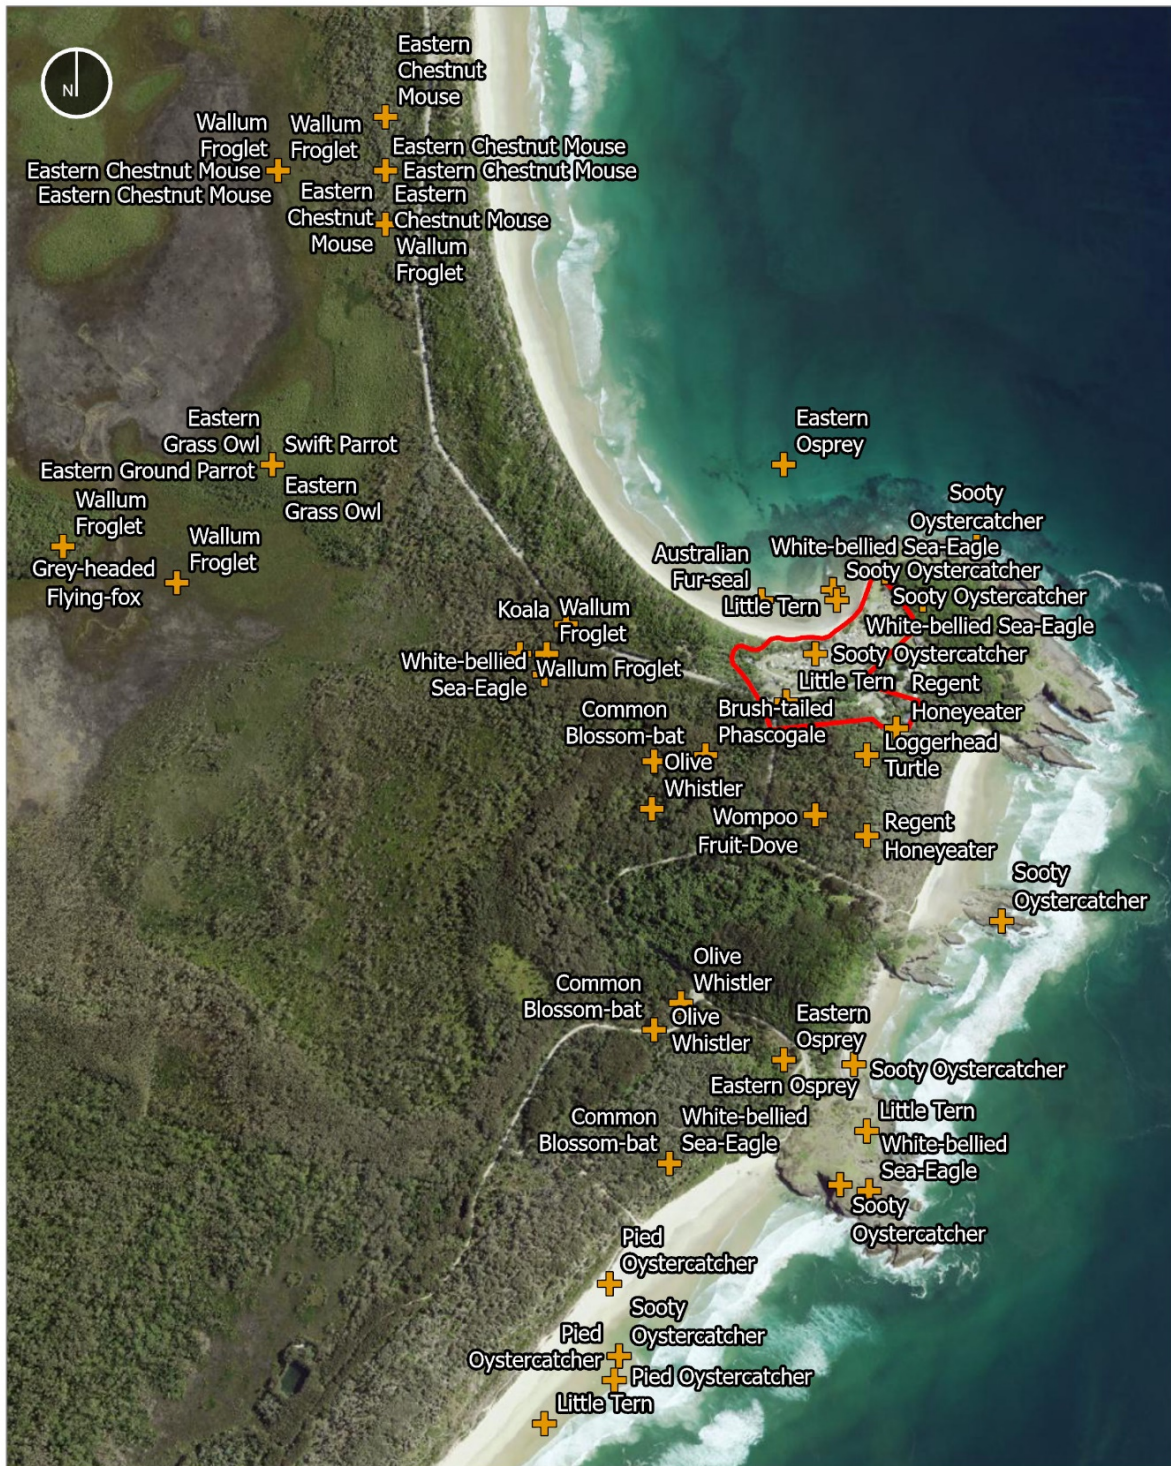 Eastern
Chestnut
Mouse
N
Wallum
Froglet
Wallum
Froglet
Eastern Chestnut Mouse
Eastern Chestnut Mouse
Eastern Chestnut Mouse
Eastern Chestnut Mouse
Eastern
Chestnut
Mouse
Eastern
Chestnut Mouse
Wallum
Froglet
Eastern
Grass Owl
Swift Parrot
Eastern Ground Parrot
Eastern
Grass Owl
Eastern
Osprey
Wallum
Froglet
Grey-headed
Flying-fox
Wallum
Froglet
Sooty
Oystercatcher
White-bellied Sea-Eagle
Australian
Fur-seal
Sooty Oystercatcher
Little Tern
Sooty Oystercatcher
White-bellied Sea-Eagle
Koala
Wallum
Froglet
White-bellied
Sea-Eagle
Wallum Froglet
Sooty Oystercatcher
Little Tern
Regent
Honeyeater
Common
Blossom-bat
Brush-tailed
Phascogale
Loggerhead
Turtle
Olive
Whistler
Wompoo
Fruit-Dove
Regent
Honeyeater
Sooty
Oystercatcher
Olive
Whistler
Common
Blossom-bat
Olive
Whistler
Eastern
Osprey
Eastern Osprey
Sooty Oystercatcher
Common
Blossom-bat
White-bellied
Sea-Eagle
Little Tern
White-bellied
Sea-Eagle
Sooty
Oystercatcher
Pied
Oystercatcher
Sooty
Oystercatcher
Pied
Oystercatcher
Pied Oystercatcher
Little Tern